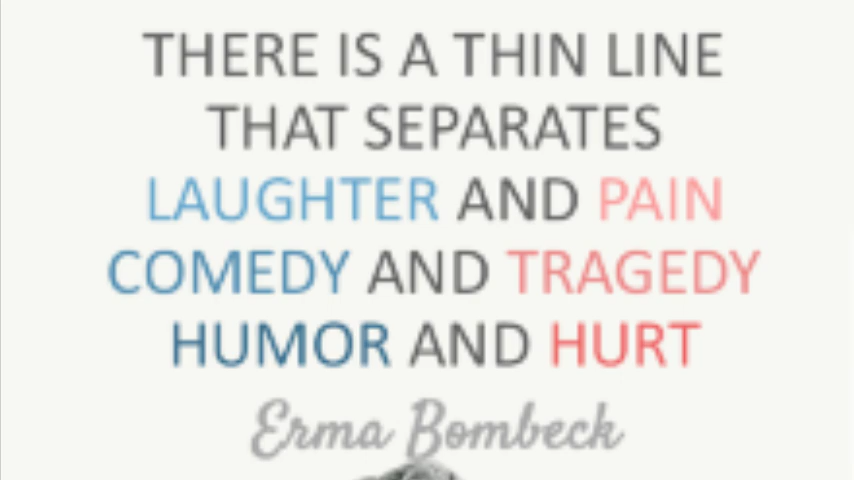 THERE IS A THIN LINE
THAT SEPARATES
LAUGHTER AND PAIN
COMEDY AND TRAGEDY
HUMOR AND HURT
Erma Bombeck